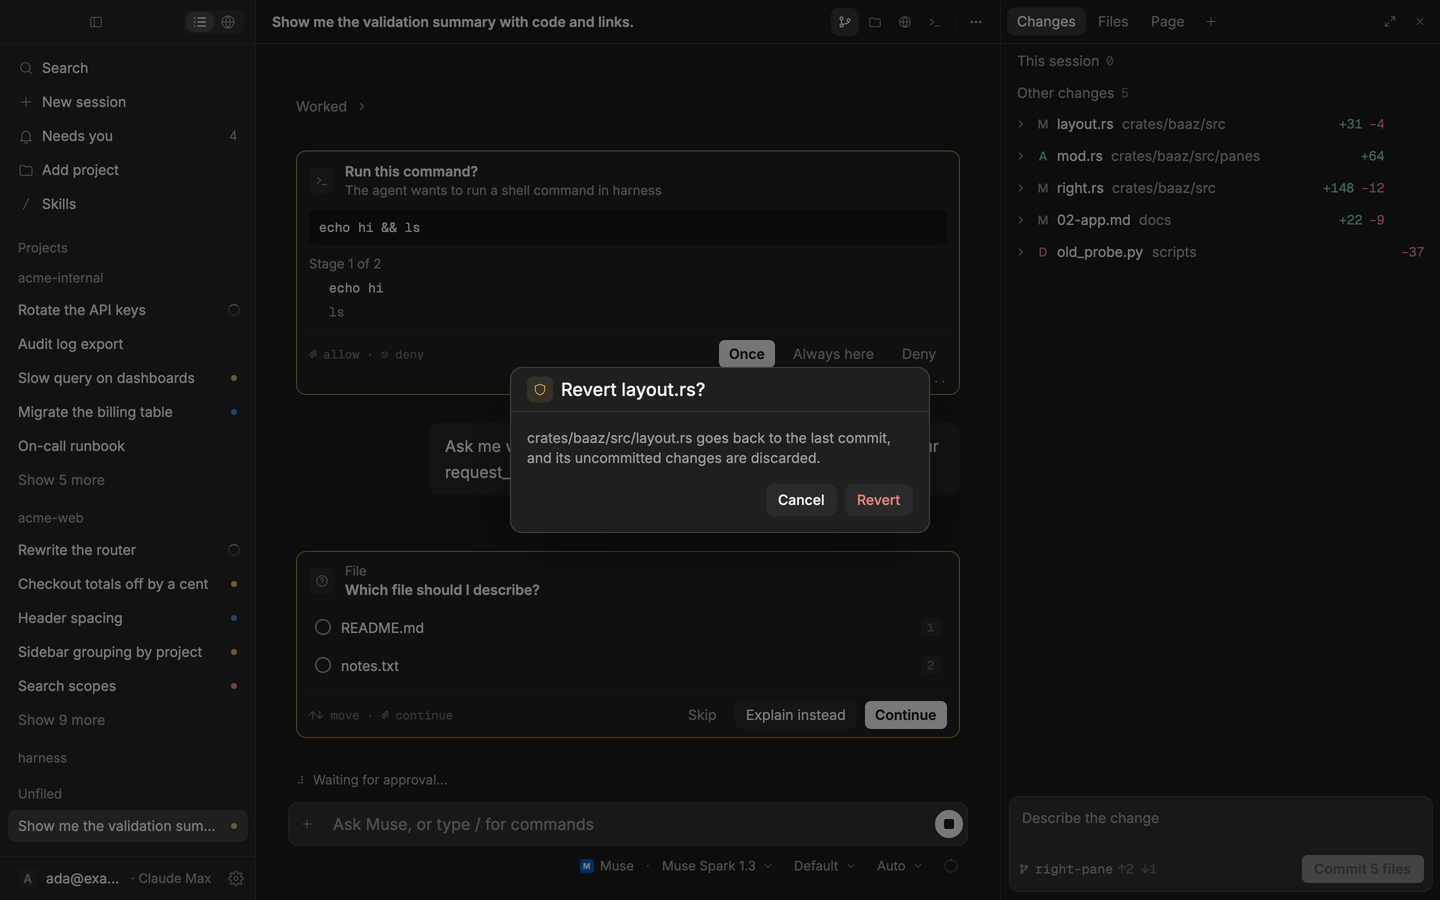 Show me the validation summary with code and links.
Changes
Files
Page
Search
New session
Needs you 4
Add project
Skills
Projects
acme-internal
Rotate the API keys
Audit log export
Slow query on dashboards
Migrate the billing table
On-call runbook
Show 5 more
acme-web
Rewrite the router
Checkout totals off by a cent
Header spacing
Sidebar grouping by project
Search scopes
Show 9 more
harness
Unfiled
Show me the validation sum...
A ada@exa... · Claude Max
Worked
Run this command?
The agent wants to run a shell command in harness
echo hi && ls
Stage 1 of 2
echo hi
ls
allow · deny
Once
Always here
Deny
Ask me
request_
Revert layout.rs?
crates/baaz/src/layout.rs goes back to the last commit,
and its uncommitted changes are discarded.
Cancel
Revert
File
Which file should I describe?
README.md 1
notes.txt 2
↑↓ move · continue
Skip
Explain instead
Continue
Waiting for approval...
Ask Muse, or type / for commands
M Muse · Muse Spark 1.3
Default
Auto
This session 0
Other changes 5
M layout.rs crates/baaz/src +31 −4
A mod.rs crates/baaz/src/panes +64
M right.rs crates/baaz/src +148 −12
M 02-app.md docs +22 −9
D old_probe.py scripts −37
Describe the change
right-pane ↑2 ↓1
Commit 5 files